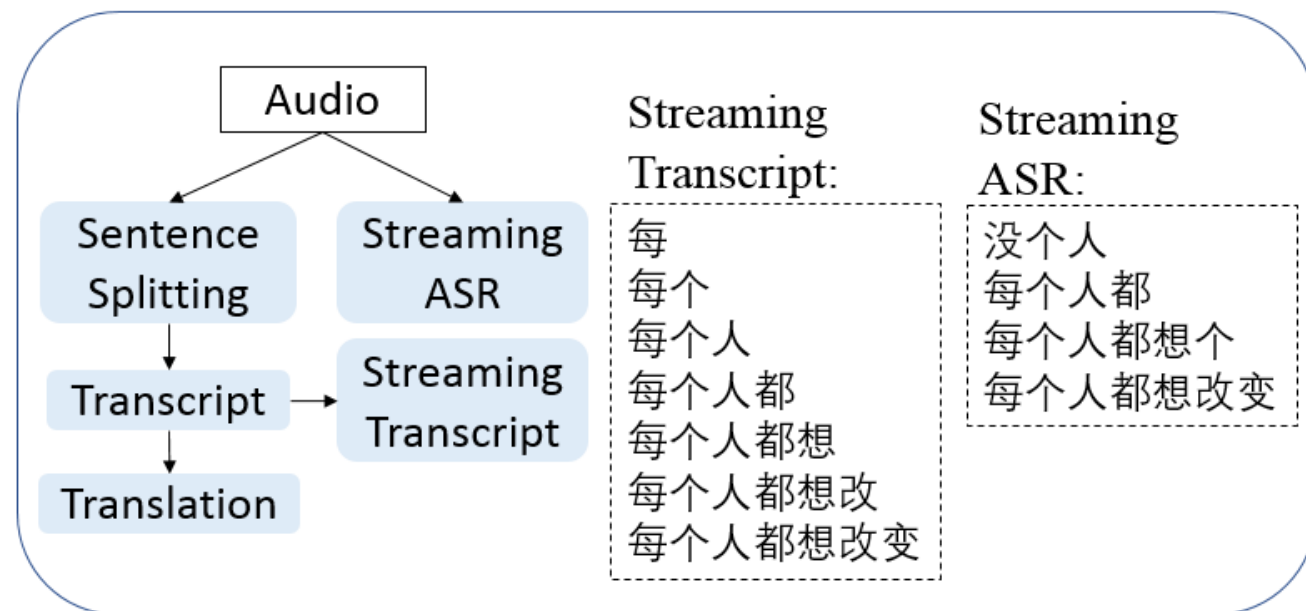 Audio
Sentence
Splitting
Streaming
ASR
Transcript
Streaming
Transcript
Translation
Streaming
Transcript:
每
每个
每个人
每个人都
每个人都想
每个人都想改
每个人都想改变
Streaming
ASR:
没个人
每个人都
每个人都想个
每个人都想改变